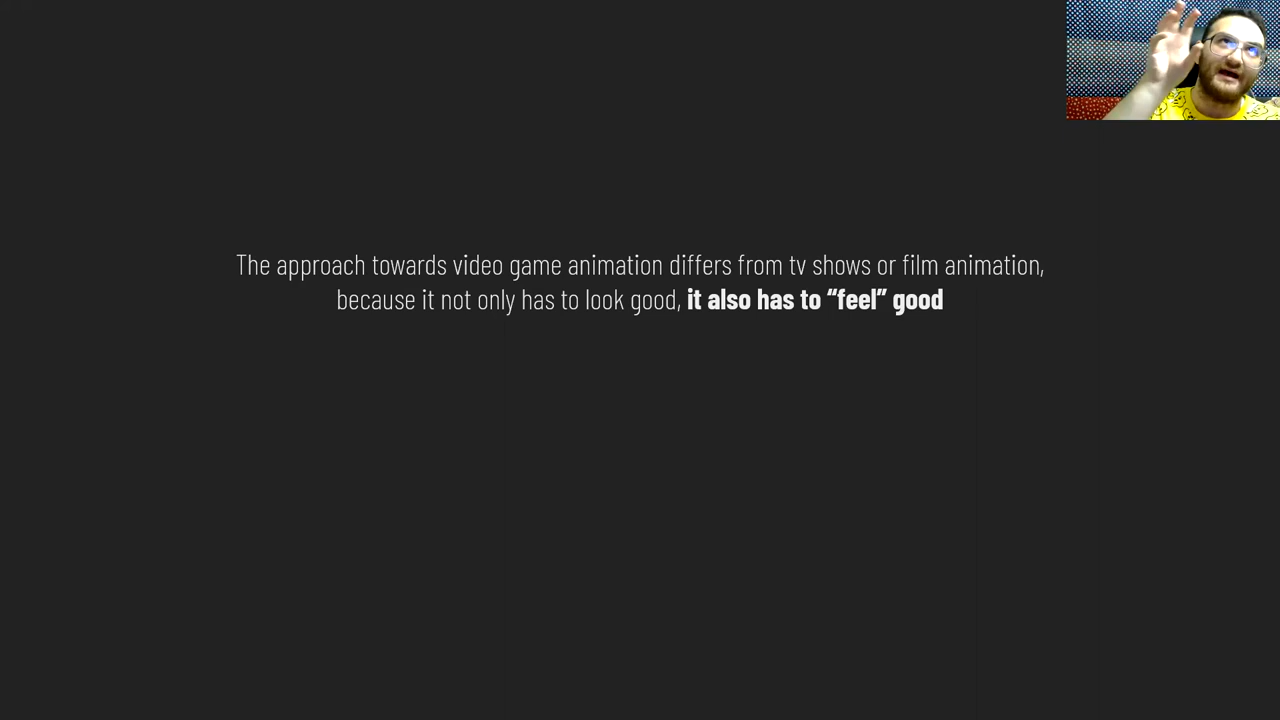 The approach towards video game animation differs from tv shows or film animation,
because it not only has to look good, it also has to “feel” good